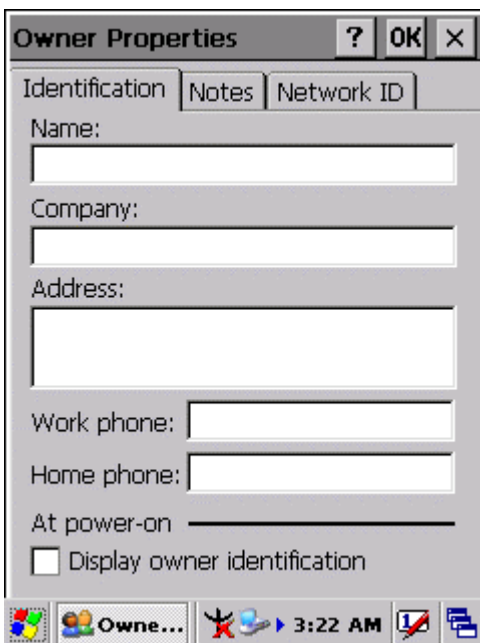 Owner Properties ? OK ×
Identification Notes Network ID
Name:
Company:
Address:
Work phone:
Home phone:
At power-on
Display owner identification
Owne... 3:22 AM 1